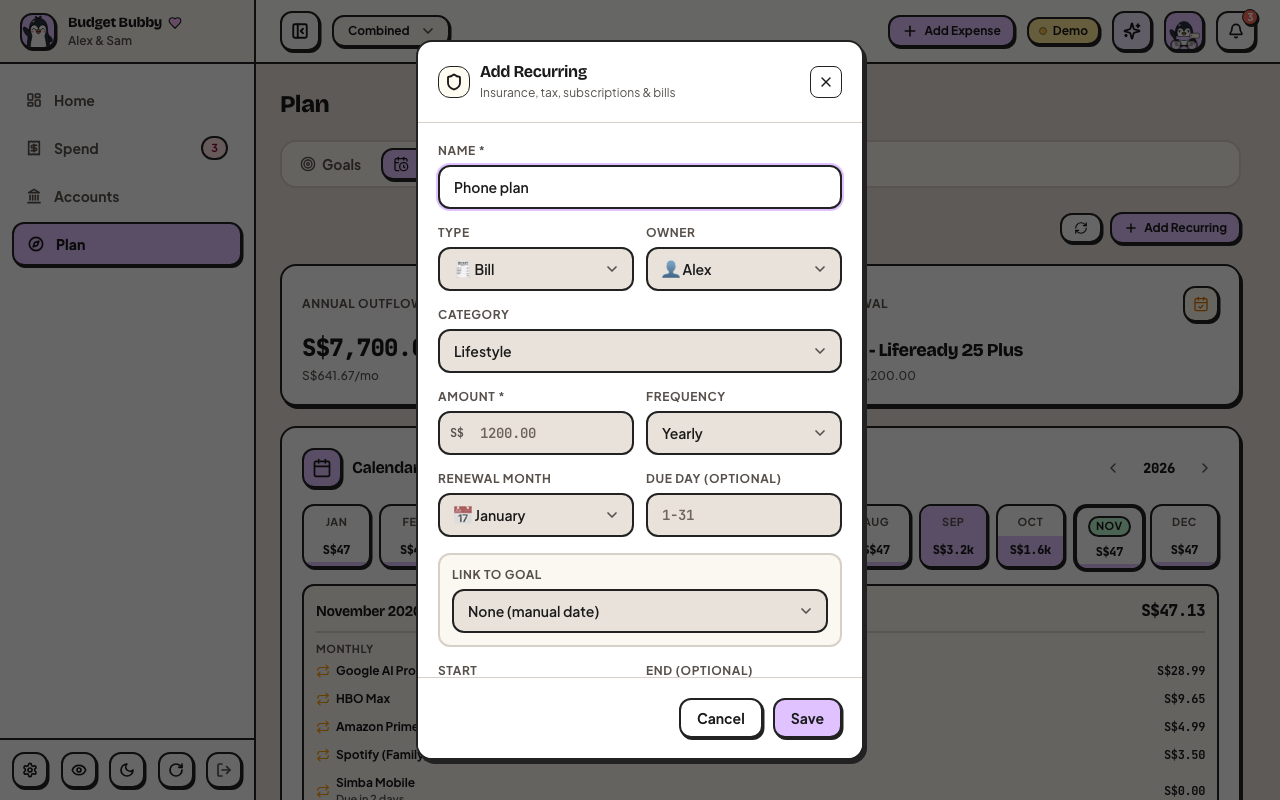 Budget Bubby
Alex & Sam
Combined
Add Expense
Demo
3
Home
Spend
3
Accounts
Plan
Plan
Goals
Add Recurring
S$7,700.
S$641.67/mo
- Lifeready 25 Plus
,200.00
Calendar
2026
JAN
S$47
S$47
SEP
S$3.2k
OCT
S$1.6k
NOV
S$47
DEC
S$47
November 2026
S$47.13
MONTHLY
Google AI Pro
S$28.99
HBO Max
S$9.65
Amazon Prime
S$4.99
Spotify (Family
S$3.50
Simba Mobile
Due in 2 days
S$0.00
Add Recurring
Insurance, tax, subscriptions & bills
NAME *
Phone plan
TYPE
OWNER
Bill
Alex
CATEGORY
Lifestyle
AMOUNT *
FREQUENCY
S$ 1200.00
Yearly
RENEWAL MONTH
DUE DAY (OPTIONAL)
January
1-31
LINK TO GOAL
None (manual date)
START
END (OPTIONAL)
Cancel
Save